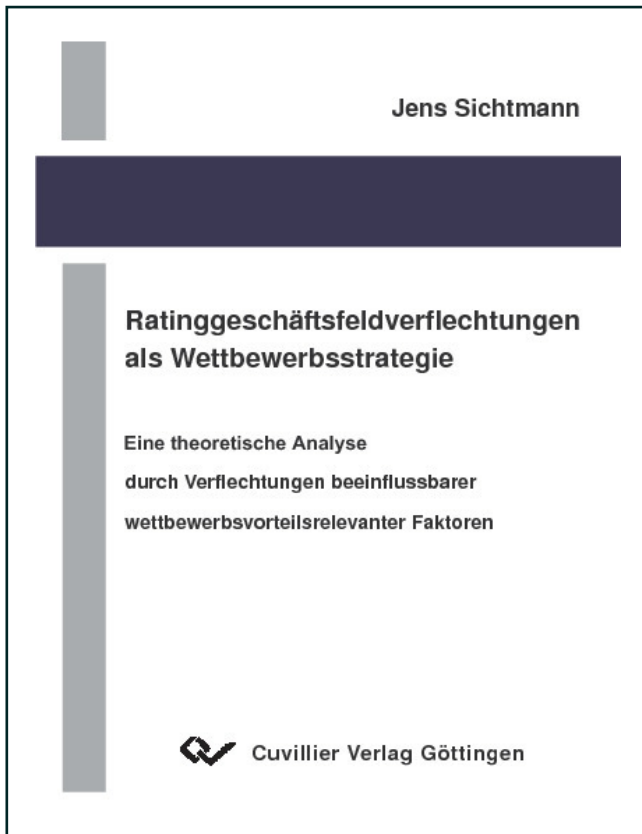 Jens Sichtmann
Ratinggeschäftsfeldverflechtungen
als Wettbewerbsstrategie
Eine theoretische Analyse
durch Verflechtungen beeinflussbarer
wettbewerbsvorteilsrelevanter Faktoren
Cuvillier Verlag Göttingen